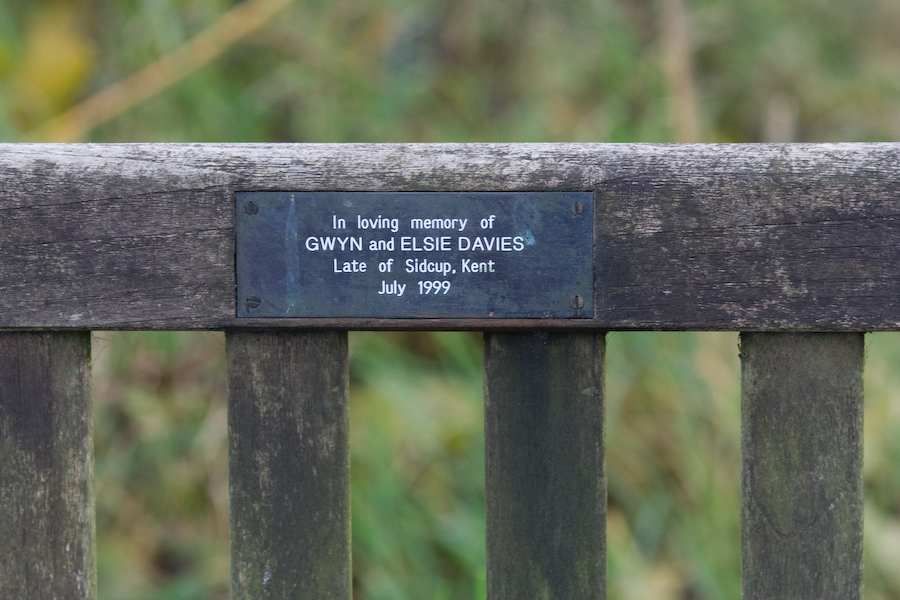 In loving memory of
GWYN and ELSIE DAVIES
Late of Sidcup, Kent
July 1999